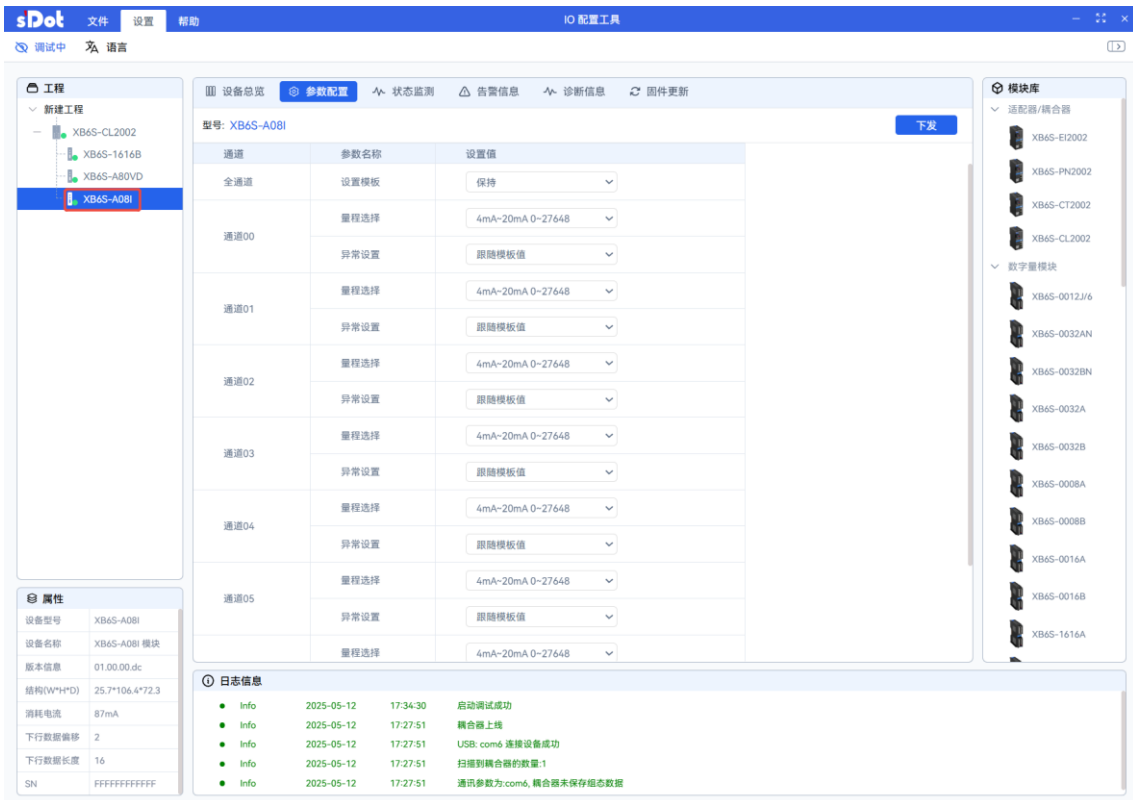 sDot 文件 设置 帮助 IO 配置工具
调试中 语言
工程
新建工程
XB6S-CL2002
XB6S-1616B
XB6S-A80VD
XB6S-A08I
属性
设备型号 XB6S-A08I
设备名称 XB6S-A08I 模块
版本信息 01.00.00.dc
结构(W*H*D) 25.7*106.4*72.3
消耗电流 87mA
下行数据偏移 2
下行数据长度 16
SN FFFFFFFFFFFF
设备总览 参数配置 状态监测 告警信息 诊断信息 固件更新
型号: XB6S-A08I 下发
通道 参数名称 设置值
全通道 设置模板 保持
通道00
量程选择 4mA~20mA 0~27648
异常设置 跟随模板值
通道01
量程选择 4mA~20mA 0~27648
异常设置 跟随模板值
通道02
量程选择 4mA~20mA 0~27648
异常设置 跟随模板值
通道03
量程选择 4mA~20mA 0~27648
异常设置 跟随模板值
通道04
量程选择 4mA~20mA 0~27648
异常设置 跟随模板值
通道05
量程选择 4mA~20mA 0~27648
异常设置 跟随模板值
量程选择 4mA~20mA 0~27648
日志信息
Info 2025-05-12 17:34:30 启动调试成功
Info 2025-05-12 17:27:51 耦合器上线
Info 2025-05-12 17:27:51 USB: com6 连接设备成功
Info 2025-05-12 17:27:51 扫描到耦合器的数量:1
Info 2025-05-12 17:27:51 通讯参数为:com6, 耦合器未保存组态数据
模块库
适配器/耦合器
XB6S-EI2002
XB6S-PN2002
XB6S-CT2002
XB6S-CL2002
数字量模块
XB6S-0012J/6
XB6S-0032AN
XB6S-0032BN
XB6S-0032A
XB6S-0032B
XB6S-0008A
XB6S-0008B
XB6S-0016A
XB6S-0016B
XB6S-1616A